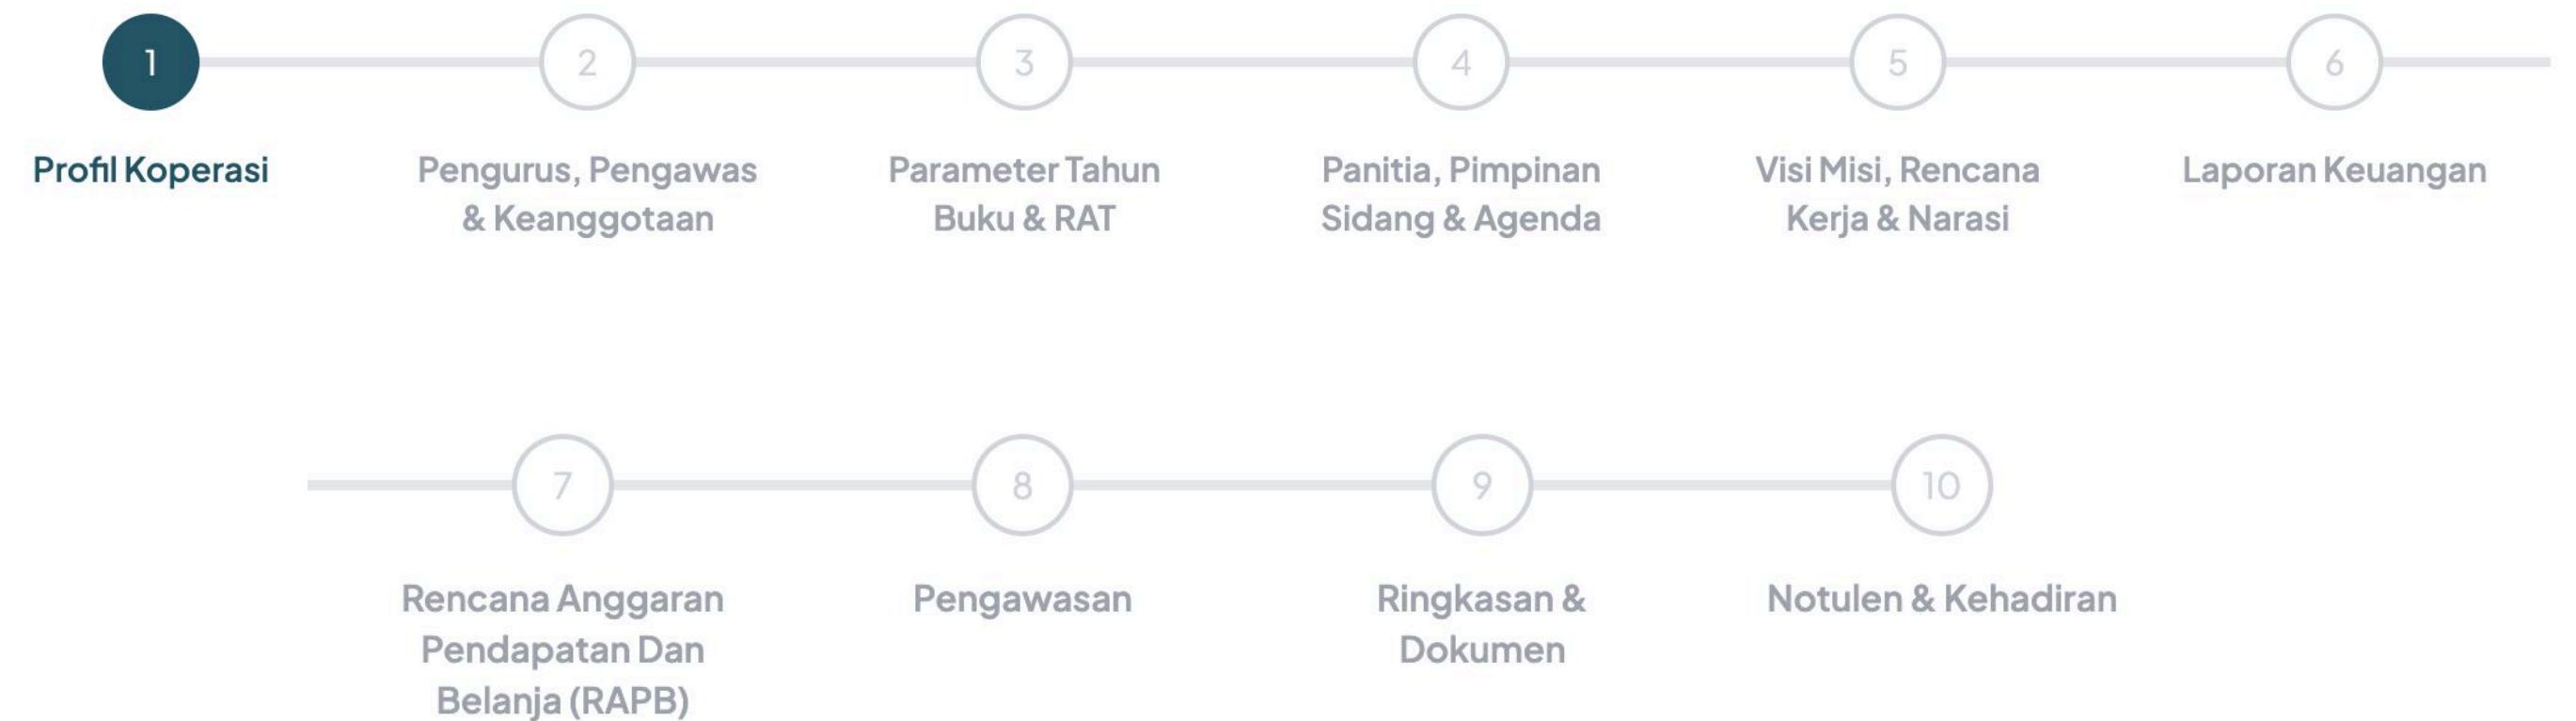 1
2
3
4
5
6
Profil Koperasi
Pengurus, Pengawas
& Keanggotaan
Parameter Tahun
Buku & RAT
Panitia, Pimpinan
Sidang & Agenda
Visi Misi, Rencana
Kerja & Narasi
Laporan Keuangan
7
8
9
10
Rencana Anggaran
Pendapatan Dan
Belanja (RAPB)
Pengawasan
Ringkasan &
Dokumen
Notulen & Kehadiran